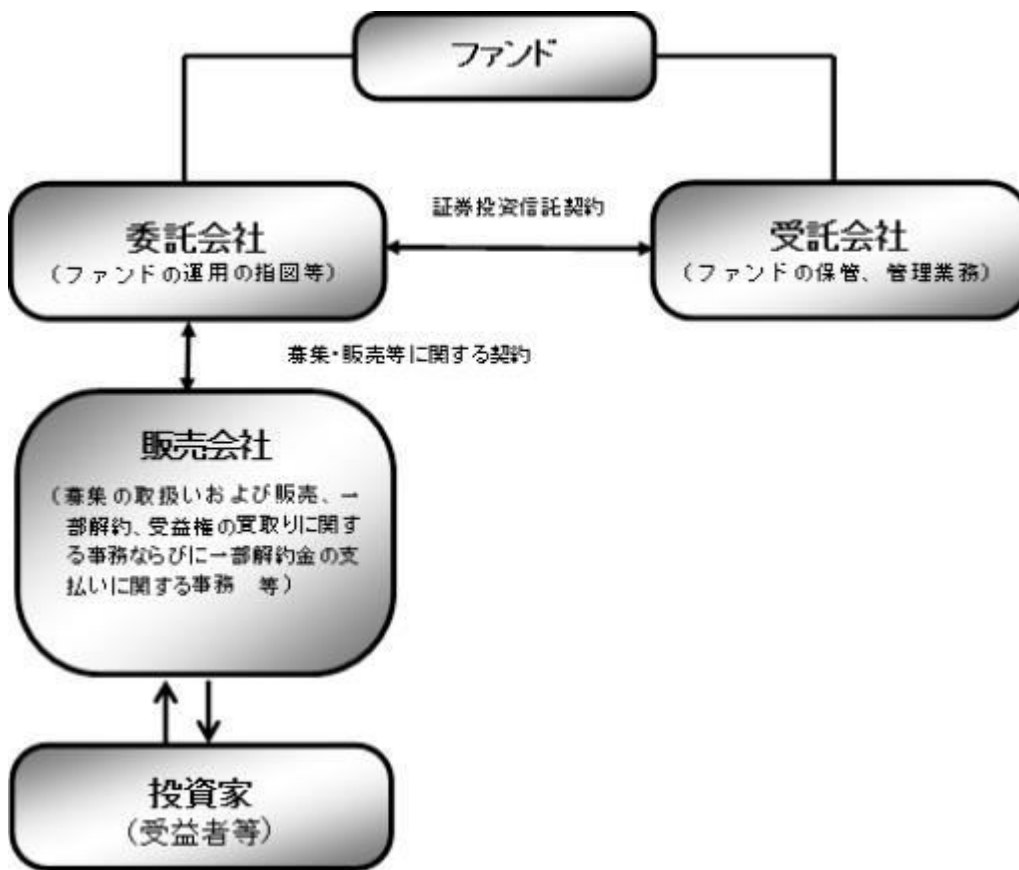 ファンド
委託会社
(ファンドの運用の指図等)
証券投資信託契約
受託会社
(ファンドの保管、管理業務)
募集・販売等に関する契約
販売会社
(募集の取扱いおよび販売、一
部解約、受益権の買取りに関す
る事務ならびに一部解約金の支
払いに関する事務　等)
投資家
(受益者等)